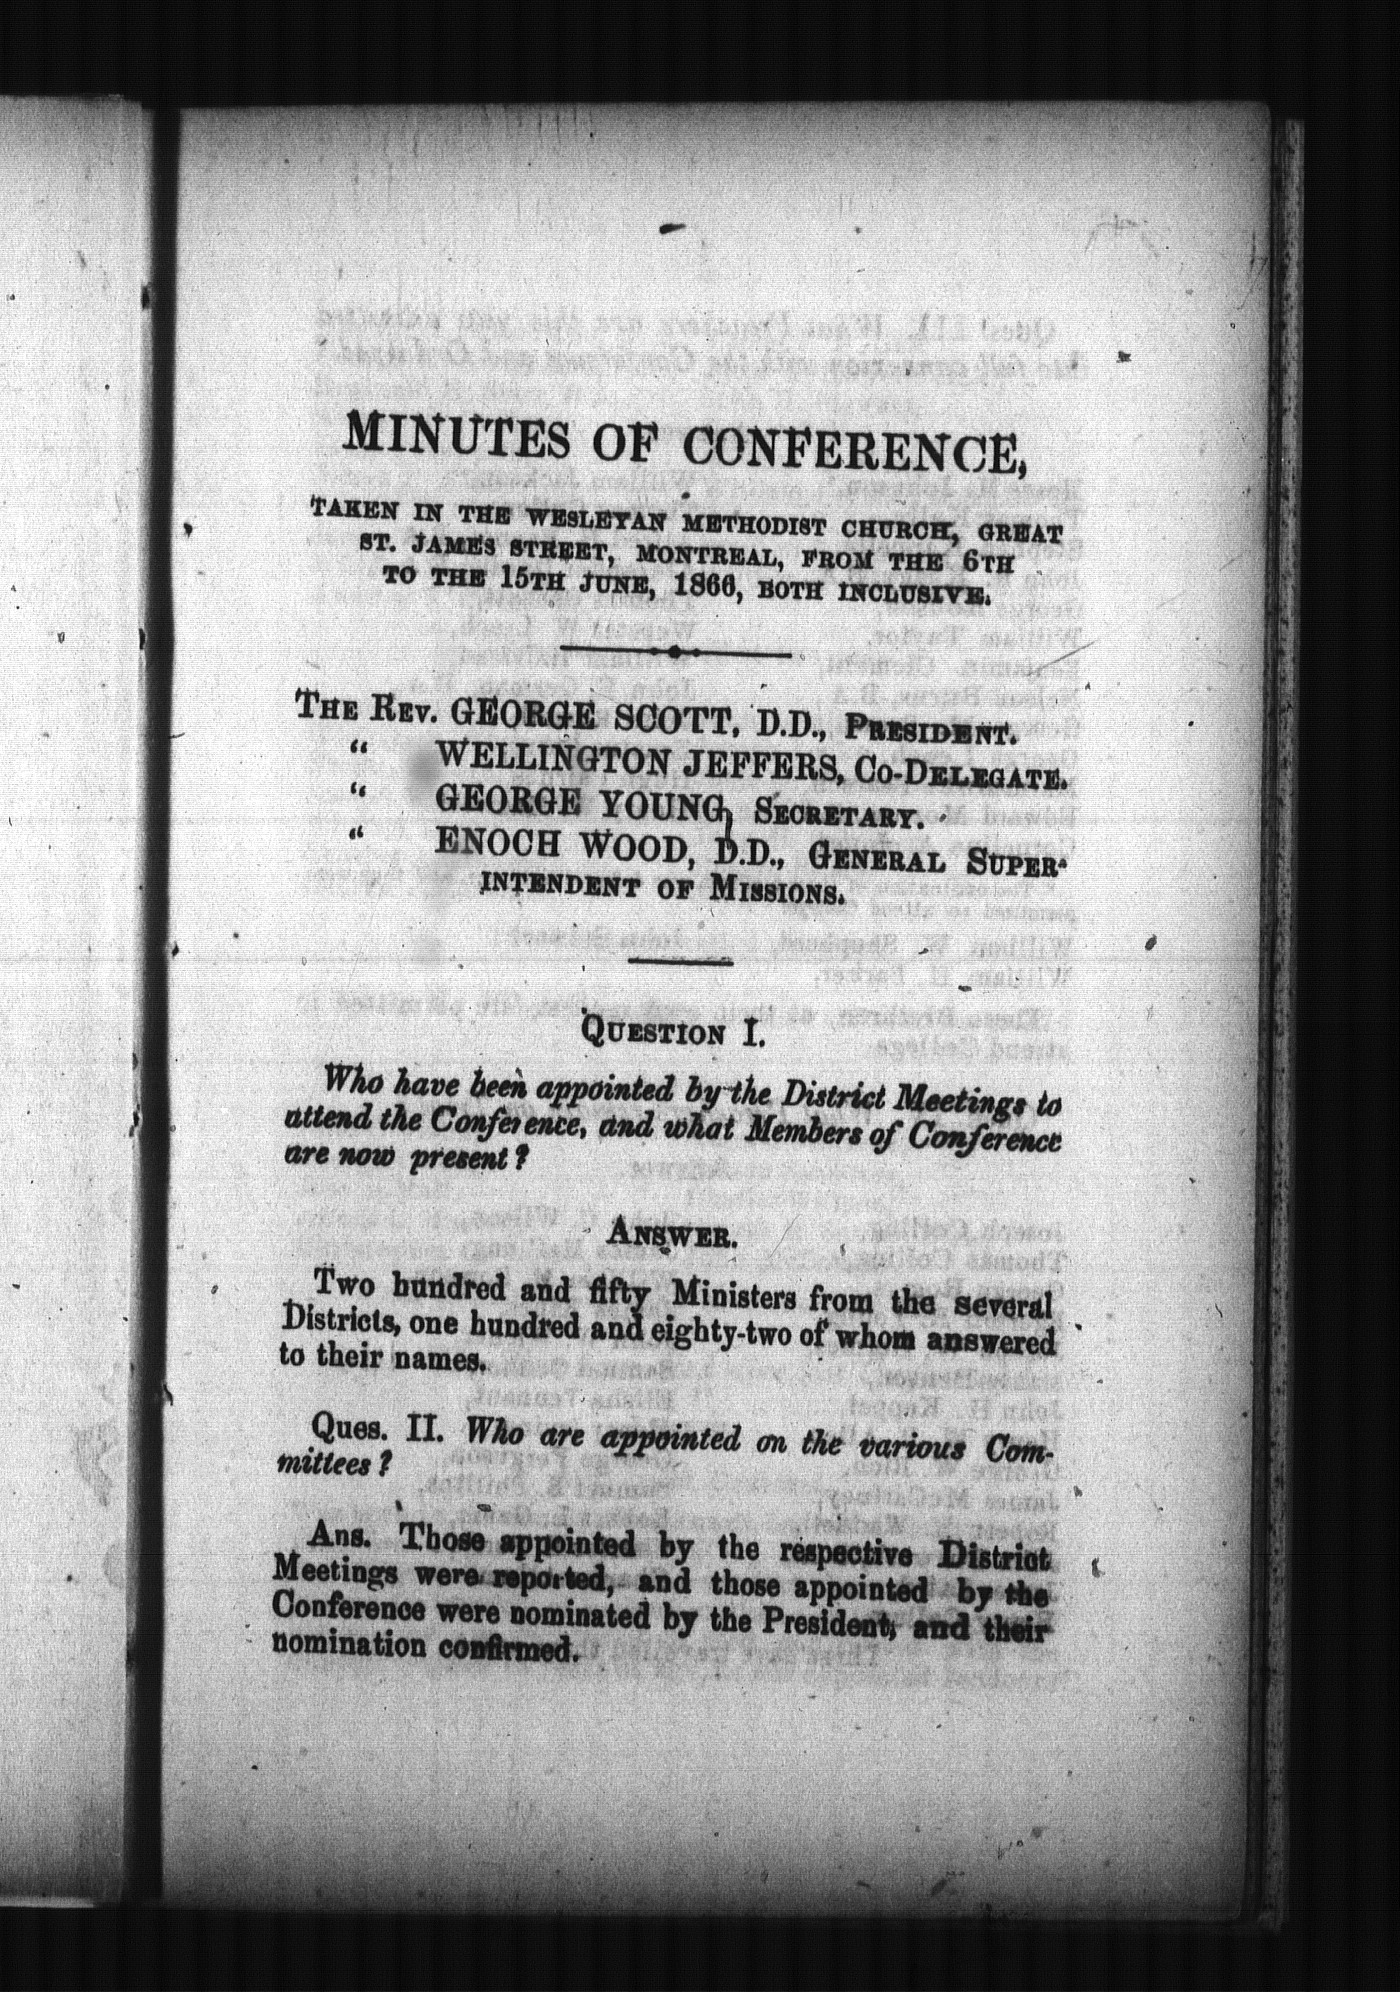 MINUTES OF CONFERENCE,
TAKEN IN THE WESLEYAN METHODIST CHURCH, GREAT
ST. JAMES STREET, MONTREAL, FROM THE 6TH
TO THE 15TH JUNE, 1866, BOTH INCLUSIVE.
THE REV. GEORGE SCOTT, D.D., PRESIDENT.
“ WELLINGTON JEFFERS, CO-DELEGATE.
“ GEORGE YOUNG, SECRETARY.
“ ENOCH WOOD, D.D., GENERAL SUPER-
INTENDENT OF MISSIONS.
QUESTION I.
Who have been appointed by the District Meetings to
attend the Conference, and what Members of Conference
are now present?
ANSWER.
Two hundred and fifty Ministers from the several
Districts, one hundred and eighty-two of whom answered
to their names.
Ques. II. Who are appointed on the various Com-
mittees?
Ans. Those appointed by the respective District
Meetings were reported, and those appointed by the
Conference were nominated by the President, and their
nomination confirmed.